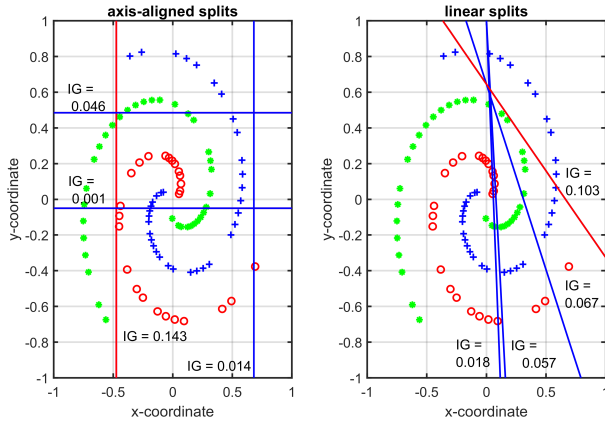 axis-aligned splits
1
0.8
0.6
0.4
0.2
0
-0.2
-0.4
-0.6
-0.8
-1
y-coordinate
IG =
0.046
IG =
0.001
IG = 0.143
IG =
0.014
-1
-0.5
0
0.5
1
x-coordinate
linear splits
1
0.8
0.6
0.4
0.2
0
-0.2
-0.4
-0.6
-0.8
-1
y-coordinate
IG =
0.103
IG =
0.067
IG =
0.018
IG =
0.057
-1
-0.5
0
0.5
1
x-coordinate